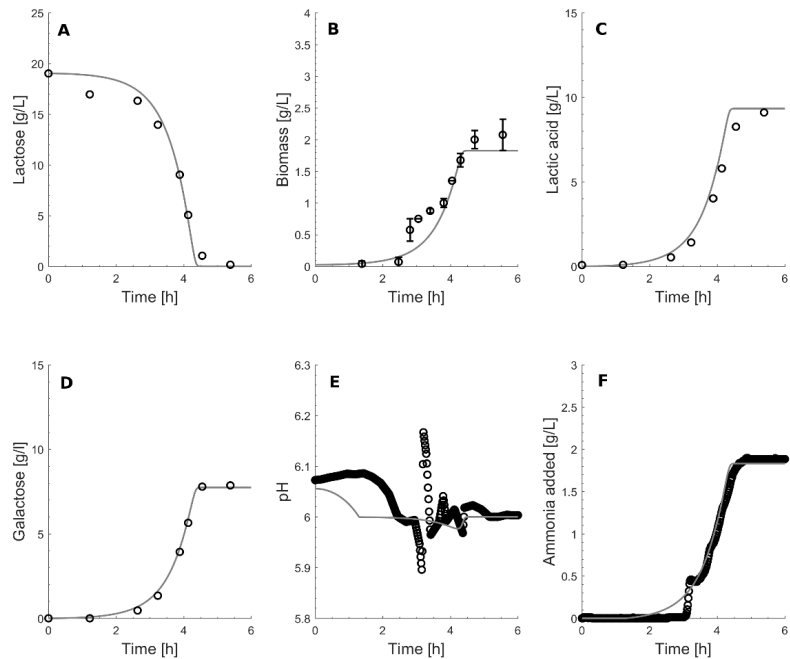 A
Lactose [g/L]
25
20
15
10
5
0
0 2 4 6
Time [h]
B
Biomass [g/L]
4
3.5
3
2.5
2
1.5
1
0.5
0
0 2 4 6
Time [h]
C
Lactic acid [g/L]
15
10
5
0
0 2 4 6
Time [h]
D
Galactose [g/l]
15
10
5
0
0 2 4 6
Time [h]
E
pH
6.3
6.2
6.1
6
5.9
5.8
0 2 4 6
Time [h]
F
Ammonia added [g/L]
3
2.5
2
1.5
1
0.5
0
0 2 4 6
Time [h]